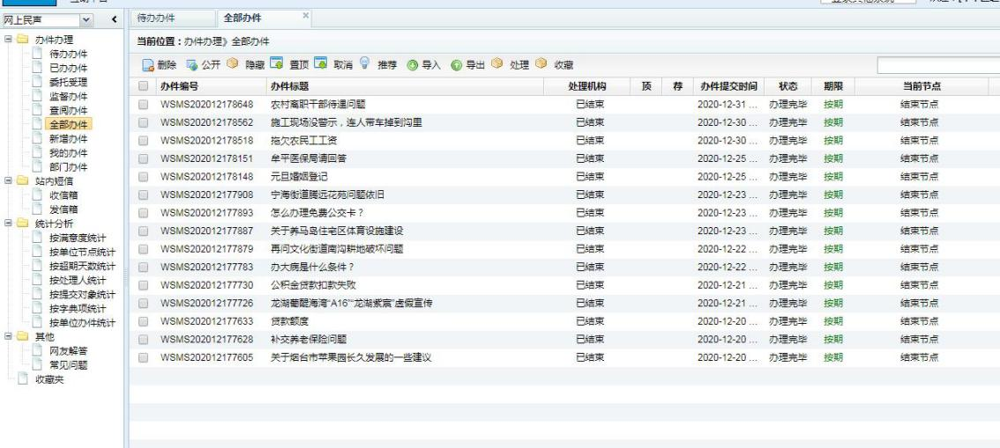 网上民声
待办办件 全部办件
当前位置：办件办理》全部办件
删除 公开 隐藏 置顶 取消 推荐 导入 导出 处理 收藏
办件办理
待办办件
已办办件
委托受理
监督办件
查阅办件
全部办件
新增办件
我的办件
部门办件
站内短信
收信箱
发信箱
统计分析
按满意度统计
按单位节点统计
按超期天数统计
按处理人统计
按提交对象统计
按字典项统计
按单位办件统计
其他
网友解答
常见问题
收藏夹
办件编号 办件标题 处理机构 顶 荐 办件提交时间 状态 期限 当前节点
WSMS202012178648 农村离职干部待遇问题 已结束 2020-12-31 ... 办理完毕 按期 结束节点
WSMS202012178562 施工现场没警示，连人带车掉到沟里 已结束 2020-12-30 ... 办理完毕 按期 结束节点
WSMS202012178518 拖欠农民工工资 已结束 2020-12-30 ... 办理完毕 按期 结束节点
WSMS202012178151 牟平医保局请回答 已结束 2020-12-25 ... 办理完毕 按期 结束节点
WSMS202012178148 元旦婚姻登记 已结束 2020-12-25 ... 办理完毕 按期 结束节点
WSMS202012177908 宁海街道腾远花苑问题依旧 已结束 2020-12-23 ... 办理完毕 按期 结束节点
WSMS202012177893 怎么办理免费公交卡？ 已结束 2020-12-23 ... 办理完毕 按期 结束节点
WSMS202012177887 关于养马岛住宅区体育设施建设 已结束 2020-12-23 ... 办理完毕 按期 结束节点
WSMS202012177879 再问文化街道南沟耕地破坏问题 已结束 2020-12-22 ... 办理完毕 按期 结束节点
WSMS202012177783 办大病是什么条件？ 已结束 2020-12-22 ... 办理完毕 按期 结束节点
WSMS202012177730 公积金贷款扣款失败 已结束 2020-12-21 ... 办理完毕 按期 结束节点
WSMS202012177726 龙湖葡醍海湾“A16”“龙湖紫宸”虚假宣传 已结束 2020-12-21 ... 办理完毕 按期 结束节点
WSMS202012177633 贷款额度 已结束 2020-12-20 ... 办理完毕 按期 结束节点
WSMS202012177628 补交养老保险问题 已结束 2020-12-20 ... 办理完毕 按期 结束节点
WSMS202012177605 关于烟台市苹果园长久发展的一些建议 已结束 2020-12-20 ... 办理完毕 按期 结束节点